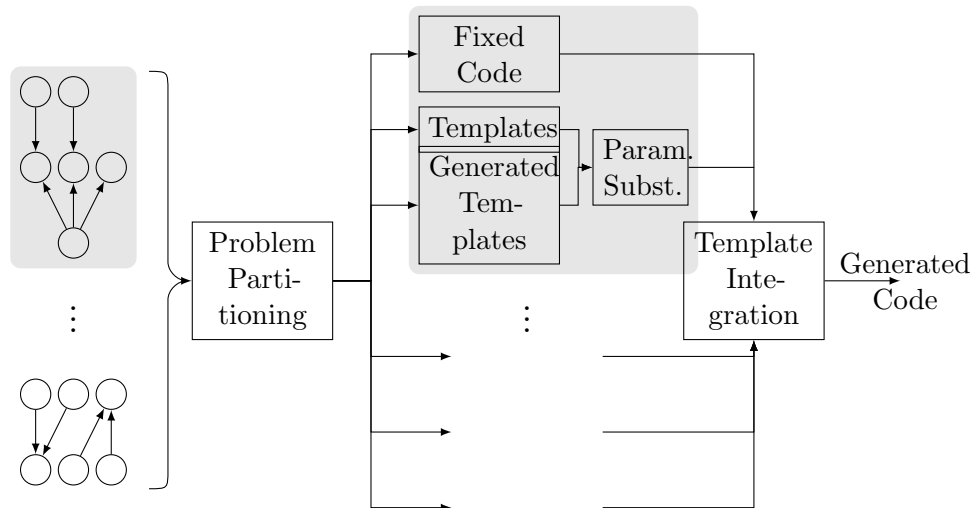 Fixed
Code
Templates
Generated
Tem-
plates
Param.
Subst.
Problem
Parti-
tioning
Template
Inte-
gration
Generated
Code